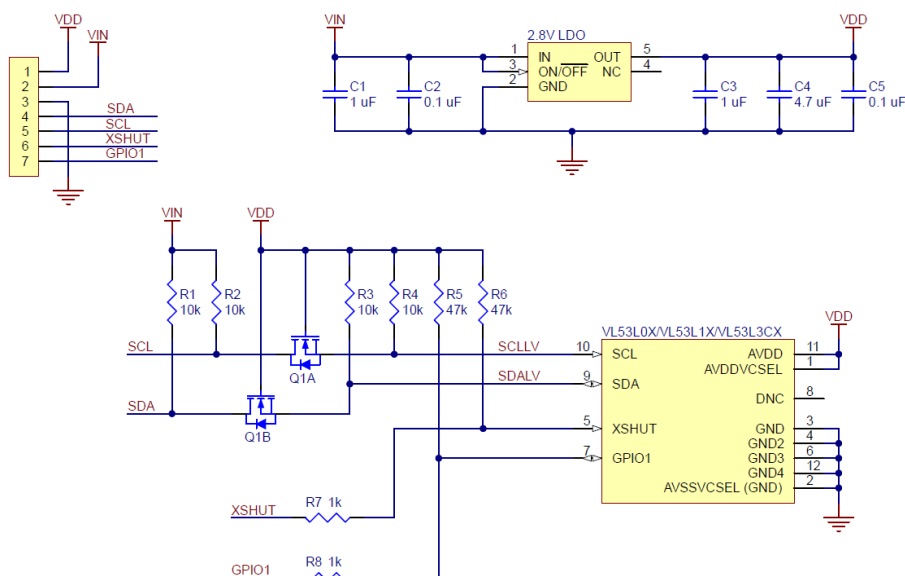 VDD
VIN
1
2
3
4 SDA
5 SCL
6 XSHUT
7 GPIO1
VIN
VDD
2.8V LDO
1 IN OUT 5
3 ON/OFF NC 4
2 GND
C1
1 uF
C2
0.1 uF
C3
1 uF
C4
4.7 uF
C5
0.1 uF
VIN
VDD
R1
10k
R2
10k
R3
10k
R4
10k
R5
47k
R6
47k
SCL
Q1A
SCLLV
SDALV
SDA
Q1B
VL53L0X/VL53L1X/VL53L3CX
VDD
10 SCL
9 SDA
5 XSHUT
7 GPIO1
AVDD 11
AVDDVCSEL 1
DNC 8
GND 3
GND2 4
GND3 6
GND4 12
AVSSVCSEL (GND) 2
XSHUT
R7 1k
GPIO1
R8 1k